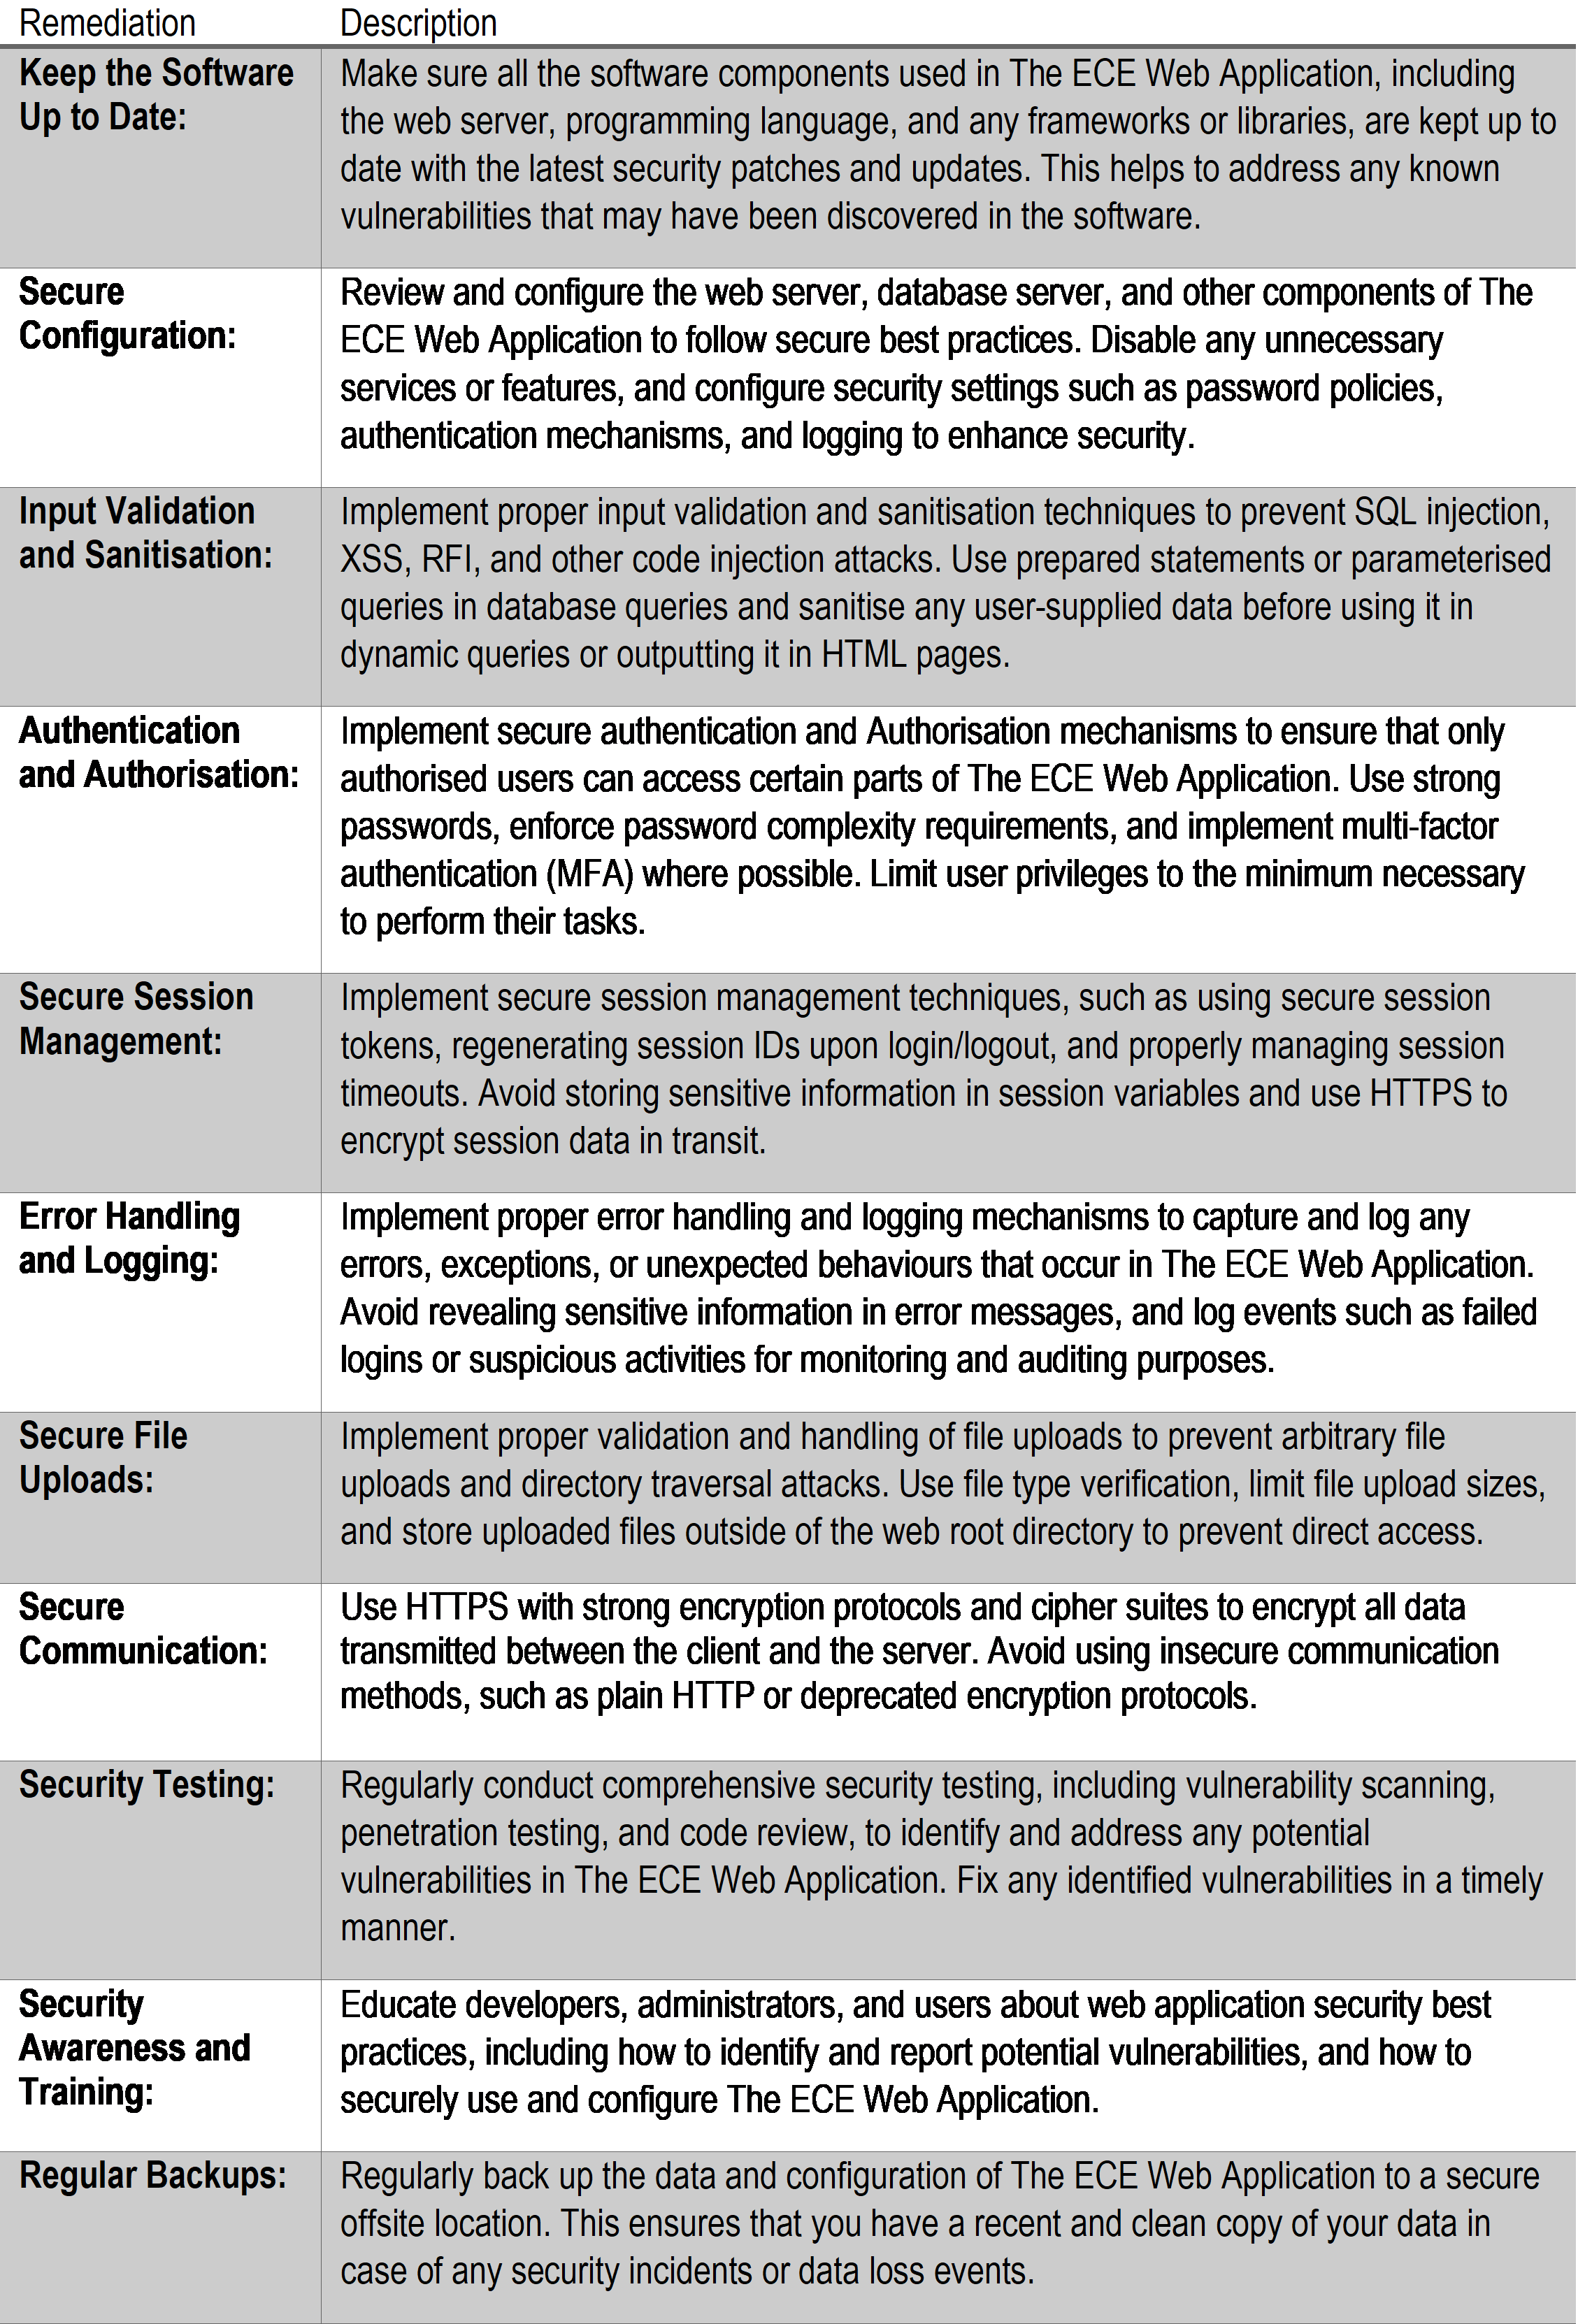 Remediation
Description
Keep the Software
Up to Date:
Make sure all the software components used in The ECE Web Application, including
the web server, programming language, and any frameworks or libraries, are kept up to
date with the latest security patches and updates. This helps to address any known
vulnerabilities that may have been discovered in the software.
Secure
Configuration:
Review and configure the web server, database server, and other components of The
ECE Web Application to follow secure best practices. Disable any unnecessary
services or features, and configure security settings such as password policies,
authentication mechanisms, and logging to enhance security.
Input Validation
and Sanitisation:
Implement proper input validation and sanitisation techniques to prevent SQL injection,
XSS, RFI, and other code injection attacks. Use prepared statements or parameterised
queries in database queries and sanitise any user-supplied data before using it in
dynamic queries or outputting it in HTML pages.
Authentication
and Authorisation:
Implement secure authentication and Authorisation mechanisms to ensure that only
authorised users can access certain parts of The ECE Web Application. Use strong
passwords, enforce password complexity requirements, and implement multi-factor
authentication (MFA) where possible. Limit user privileges to the minimum necessary
to perform their tasks.
Secure Session
Management:
Implement secure session management techniques, such as using secure session
tokens, regenerating session IDs upon login/logout, and properly managing session
timeouts. Avoid storing sensitive information in session variables and use HTTPS to
encrypt session data in transit.
Error Handling
and Logging:
Implement proper error handling and logging mechanisms to capture and log any
errors, exceptions, or unexpected behaviours that occur in The ECE Web Application.
Avoid revealing sensitive information in error messages, and log events such as failed
logins or suspicious activities for monitoring and auditing purposes.
Secure File
Uploads:
Implement proper validation and handling of file uploads to prevent arbitrary file
uploads and directory traversal attacks. Use file type verification, limit file upload sizes,
and store uploaded files outside of the web root directory to prevent direct access.
Secure
Communication:
Use HTTPS with strong encryption protocols and cipher suites to encrypt all data
transmitted between the client and the server. Avoid using insecure communication
methods, such as plain HTTP or deprecated encryption protocols.
Security Testing:
Regularly conduct comprehensive security testing, including vulnerability scanning,
penetration testing, and code review, to identify and address any potential
vulnerabilities in The ECE Web Application. Fix any identified vulnerabilities in a timely
manner.
Security
Awareness and
Training:
Educate developers, administrators, and users about web application security best
practices, including how to identify and report potential vulnerabilities, and how to
securely use and configure The ECE Web Application.
Regular Backups:
Regularly back up the data and configuration of The ECE Web Application to a secure
offsite location. This ensures that you have a recent and clean copy of your data in
case of any security incidents or data loss events.